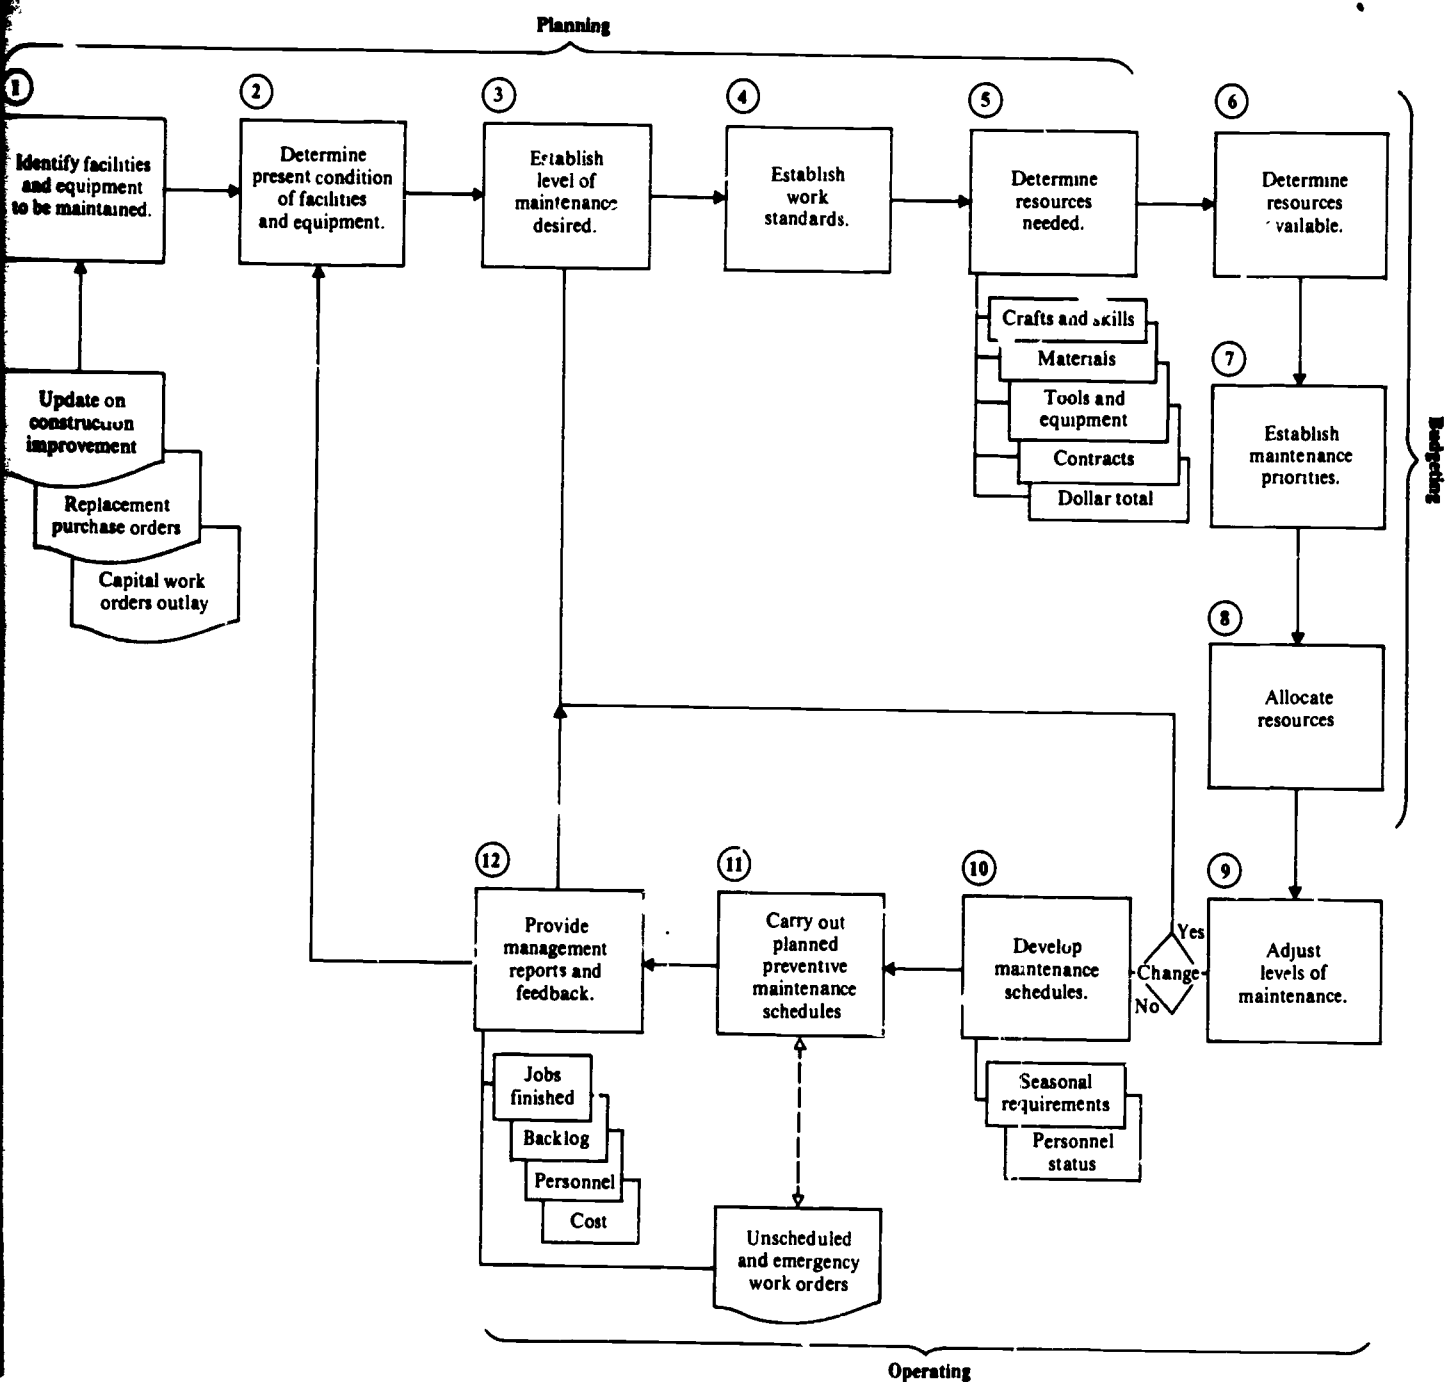 Planning
1
Identify facilities
and equipment
to be maintained.
2
Determine
present condition
of facilities
and equipment.
3
Establish
level of
maintenance
desired.
4
Establish
work
standards.
5
Determine
resources
needed.
6
Determine
resources
vailable.
Crafts and skills
Materials
Tools and
equipment
Contracts
Dollar total
Update on
construction
improvement
Replacement
purchase orders
Capital work
orders outlay
7
Establish
maintenance
priorities.
Budgeting
8
Allocate
resources
9
Adjust
levels of
maintenance.
Yes
Change
No
10
Develop
maintenance
schedules.
Seasonal
requirements
Personnel
status
11
Carry out
planned
preventive
maintenance
schedules
12
Provide
management
reports and
feedback.
Jobs
finished
Backlog
Personnel
Cost
Unscheduled
and emergency
work orders
Operating